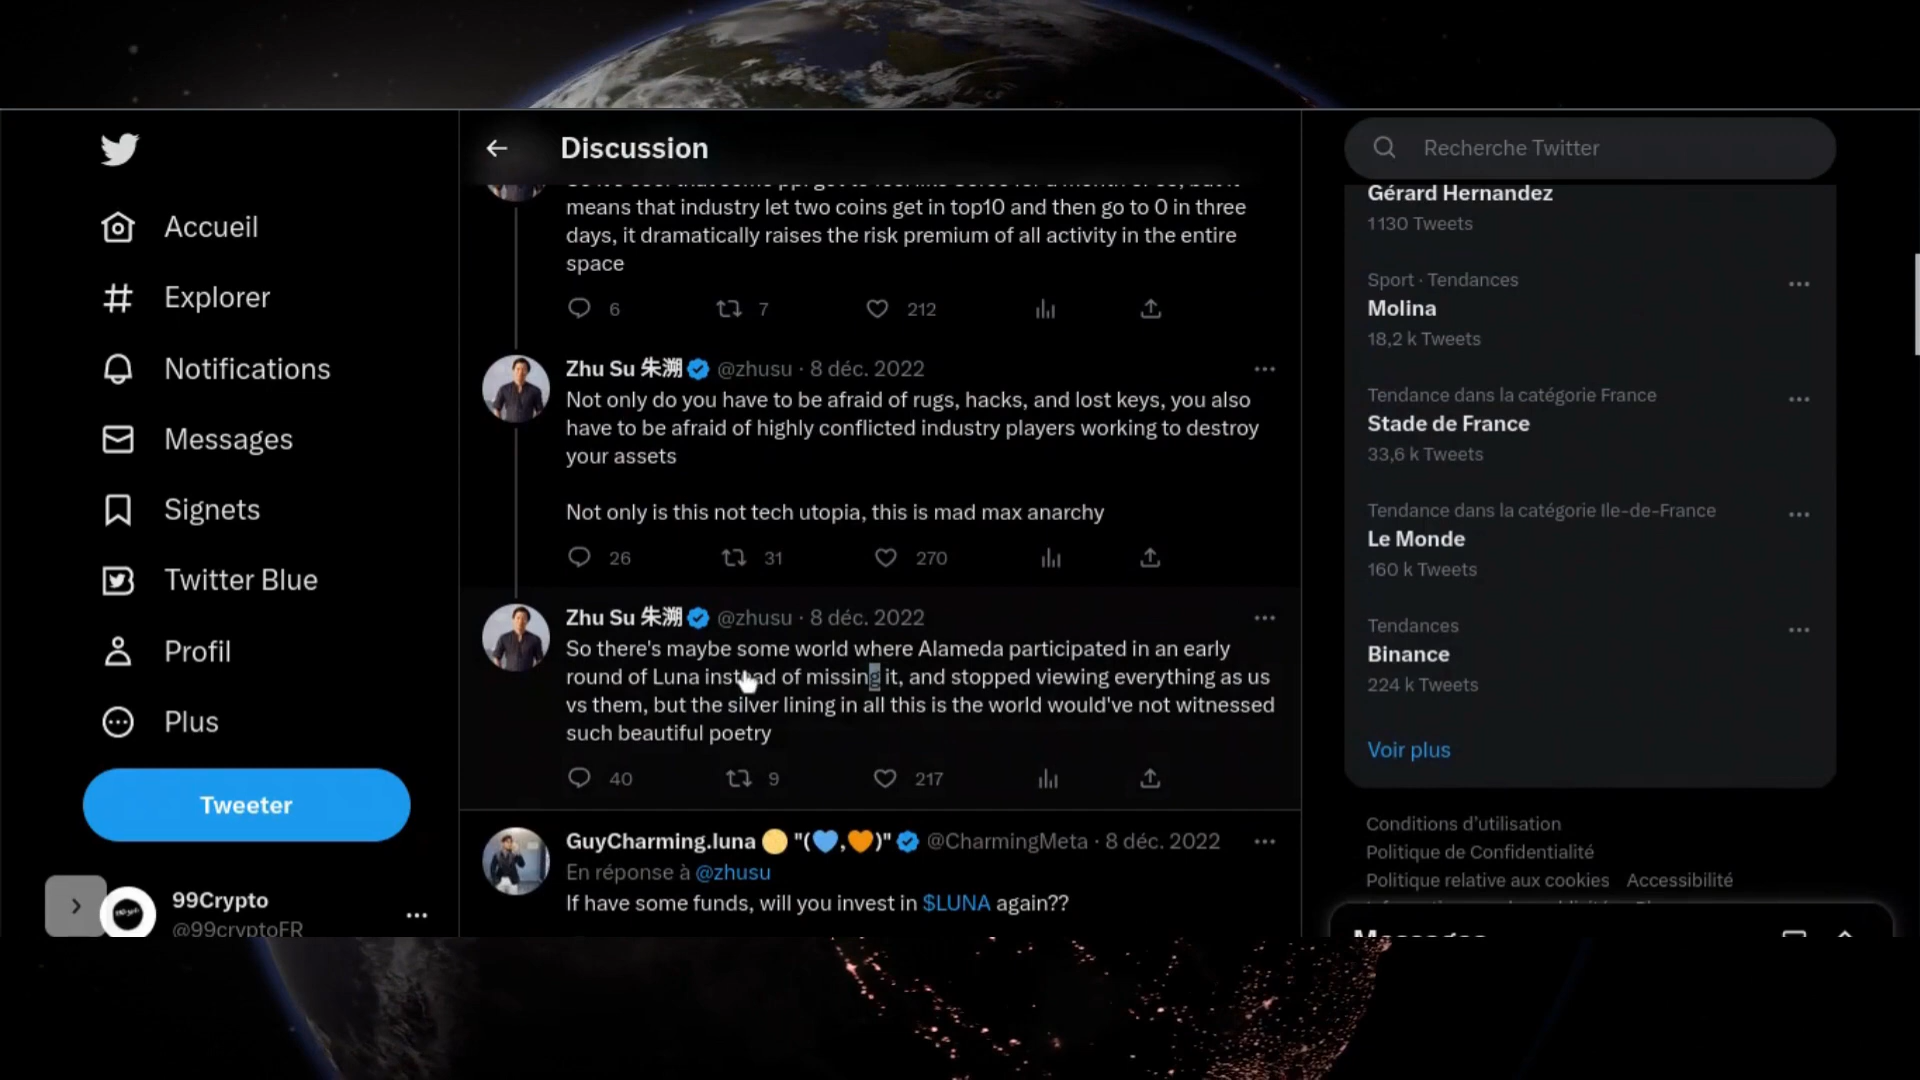 Discussion
Recherche Twitter
Accueil
Explorer
Notifications
Messages
Signets
Twitter Blue
Profil
Plus
Tweeter
99Crypto
@99cryptoFR
means that industry let two coins get in top10 and then go to 0 in three
days, it dramatically raises the risk premium of all activity in the entire
space
6 7 212
Zhu Su 朱溯 @zhusu · 8 déc. 2022
Not only do you have to be afraid of rugs, hacks, and lost keys, you also
have to be afraid of highly conflicted industry players working to destroy
your assets
Not only is this not tech utopia, this is mad max anarchy
26 31 270
Zhu Su 朱溯 @zhusu · 8 déc. 2022
So there's maybe some world where Alameda participated in an early
round of Luna instead of missing it, and stopped viewing everything as us
vs them, but the silver lining in all this is the world would've not witnessed
such beautiful poetry
40 9 217
GuyCharming.luna 🟡 "(💙,🧡)" @CharmingMeta · 8 déc. 2022
En réponse à @zhusu
If have some funds, will you invest in $LUNA again??
Gérard Hernandez
1 130 Tweets
Sport · Tendances
Molina
18,2 k Tweets
Tendance dans la catégorie France
Stade de France
33,6 k Tweets
Tendance dans la catégorie Ile-de-France
Le Monde
160 k Tweets
Tendances
Binance
224 k Tweets
Voir plus
Conditions d'utilisation
Politique de Confidentialité
Politique relative aux cookies Accessibilité
Messages